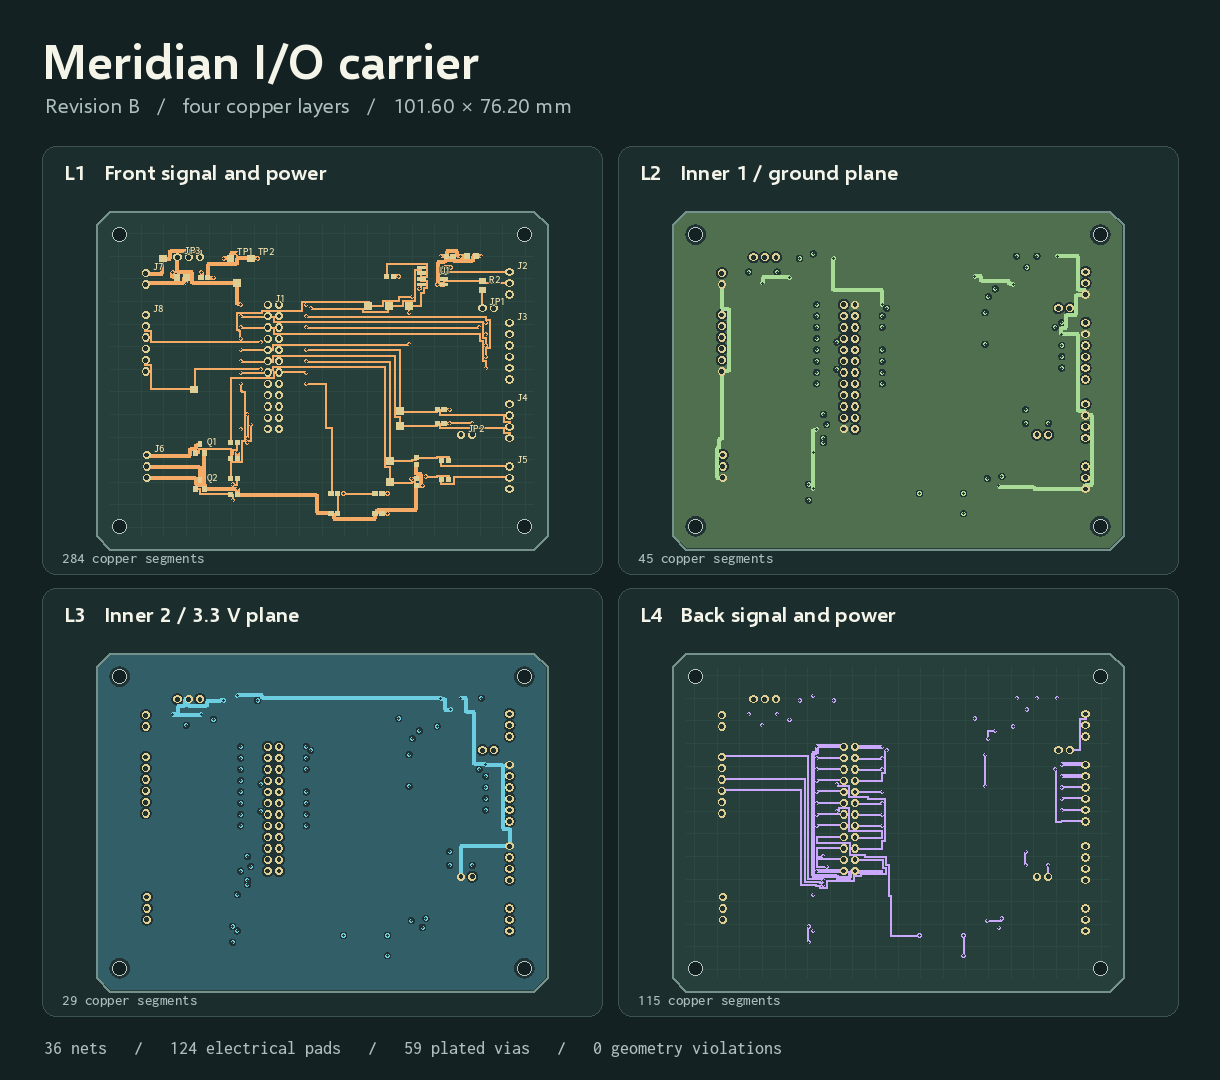 Meridian I/O carrier
Revision B / four copper layers / 101.60 × 76.20 mm
L1 Front signal and power
JP3
TP1 TP2
J7
J2
R2
J1
JP1
J8
J3
J4
JP2
Q1
J6
J5
Q2
284 copper segments
L2 Inner 1 / ground plane
45 copper segments
L3 Inner 2 / 3.3 V plane
29 copper segments
L4 Back signal and power
115 copper segments
36 nets / 124 electrical pads / 59 plated vias / 0 geometry violations